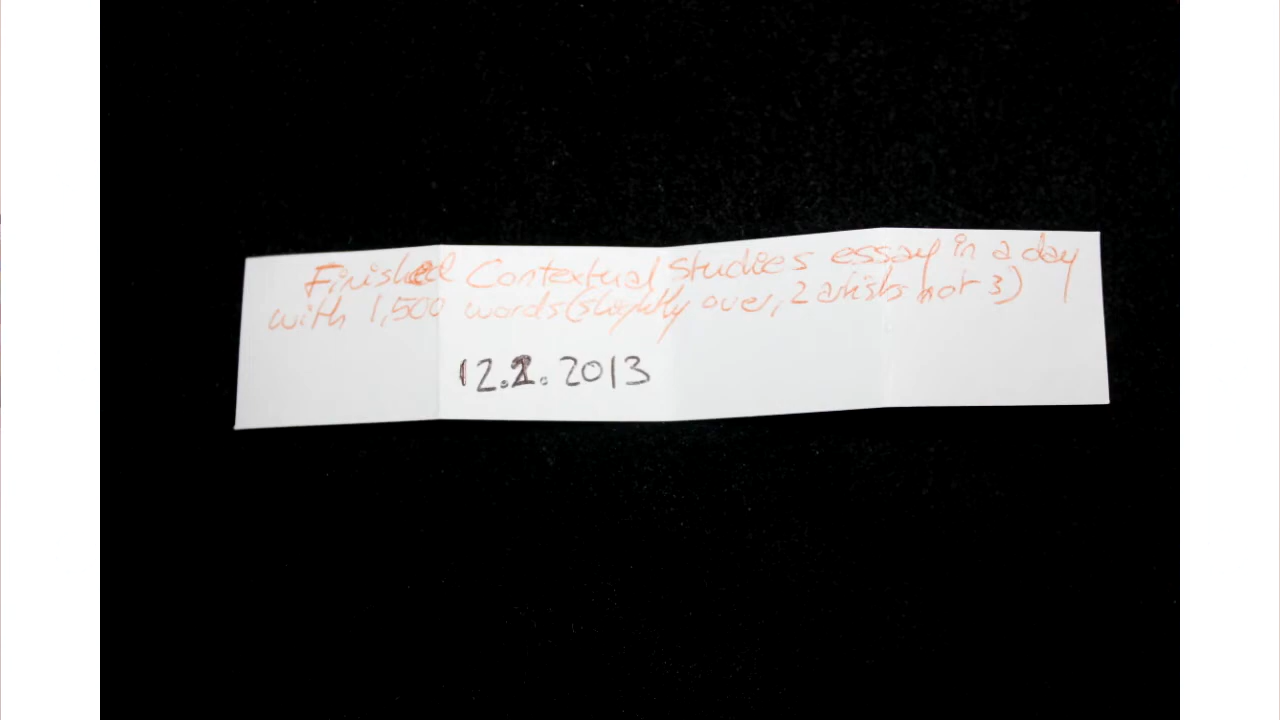 Finished Contextual Studies essay in a day
with 1,500 words (slightly over, 2 artists not 3)
12.2.2013